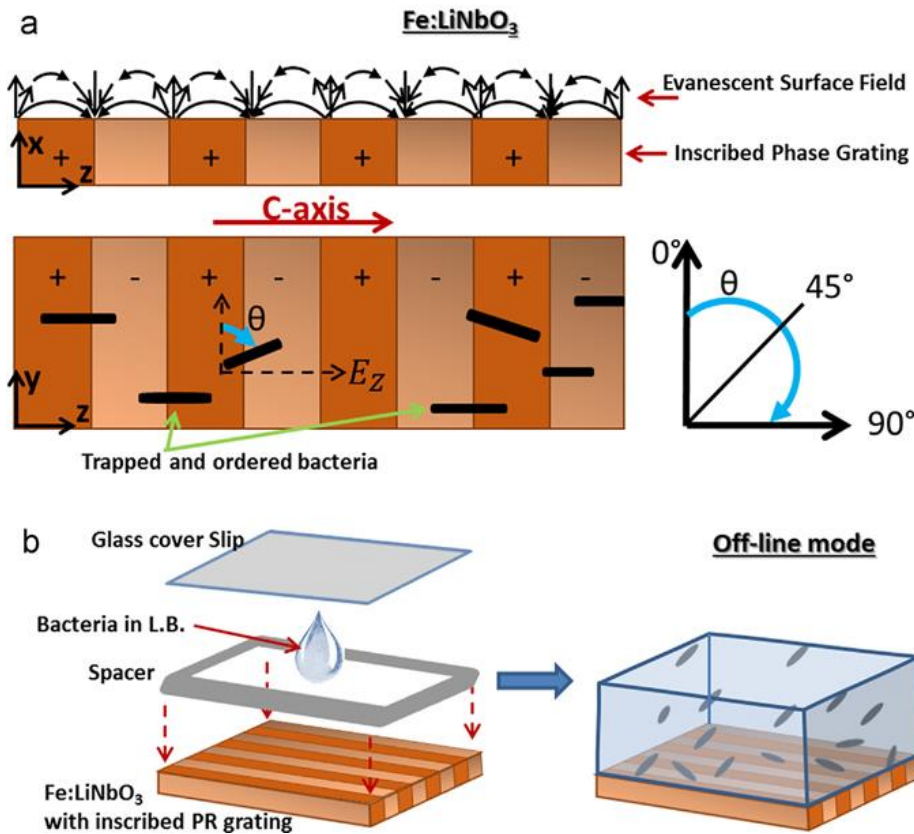 a
Fe:LiNbO₃
Evanescent Surface Field
x
+ + + +
Inscribed Phase Grating
z
C-axis
+ - + - + - + -
0°
θ
45°
θ
y
E_Z
z
90°
Trapped and ordered bacteria
b
Glass cover Slip
Off-line mode
Bacteria in L.B.
Spacer
Fe:LiNbO₃
with inscribed PR grating